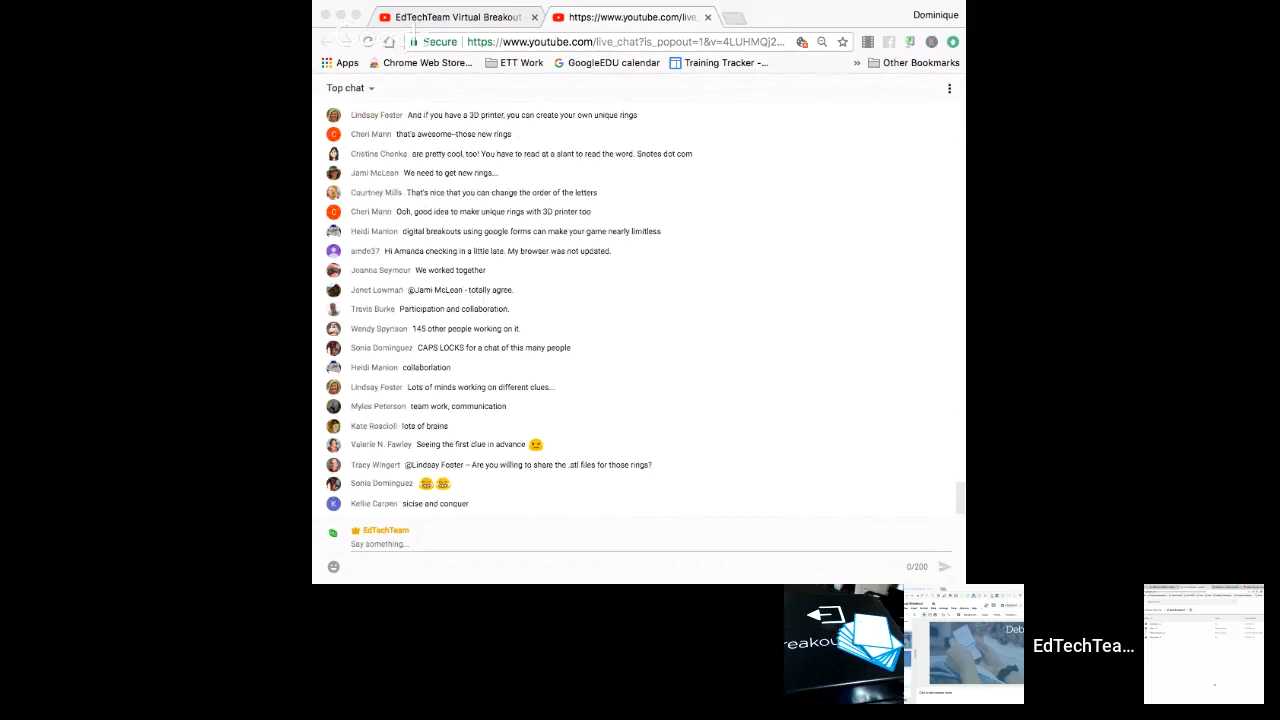 EdTechTeam Virtual Breakout
https://www.youtube.com/live_
Dominique
Secure
https://www.youtube.com/live_chat?is_popout=1&v=4LUHMQj2...
Apps
Chrome Web Store...
ETT Work
GoogleEDU calendar
Training Tracker -...
»
Other Bookmarks
Top chat
Lindsay Foster And if you have a 3D printer, you can create your own unique rings
Cheri Mann that's awesome--those new rings
Cristina Chonka are pretty cool, too! You have to read at a slant to read the word. Snotes dot com
Jami McLean We need to get new rings...
Courtney Mills That's nice that you can change the order of the letters
Cheri Mann Ooh, good idea to make unique rings with 3D printer too
Heidi Manion digital breakouts using google forms can make your game nearly limitless
amde37 Hi Amanda checking in a little late. My browser was not updated.
Joanna Seymour We worked together
Janet Lowman @Jami McLean - totally agree.
Travis Burke Participation and collaboration.
Wendy Spynson 145 other people working on it.
Sonia Dominguez CAPS LOCKS for a chat of this many people
Heidi Manion collaborlation
Lindsay Foster Lots of minds working on different clues...
Myles Peterson team work, communication
Kate Roscioli lots of brains
Valerie N. Fawley Seeing the first clue in advance
Tracy Wingert @Lindsay Foster -- Are you willing to share the .stl files for those rings?
Sonia Dominguez
K Kellie Carpen sicise and conquer
EdTechTeam
Say something...
0/200
reakou
Deb
Click to add speaker notes
EdTechTea...